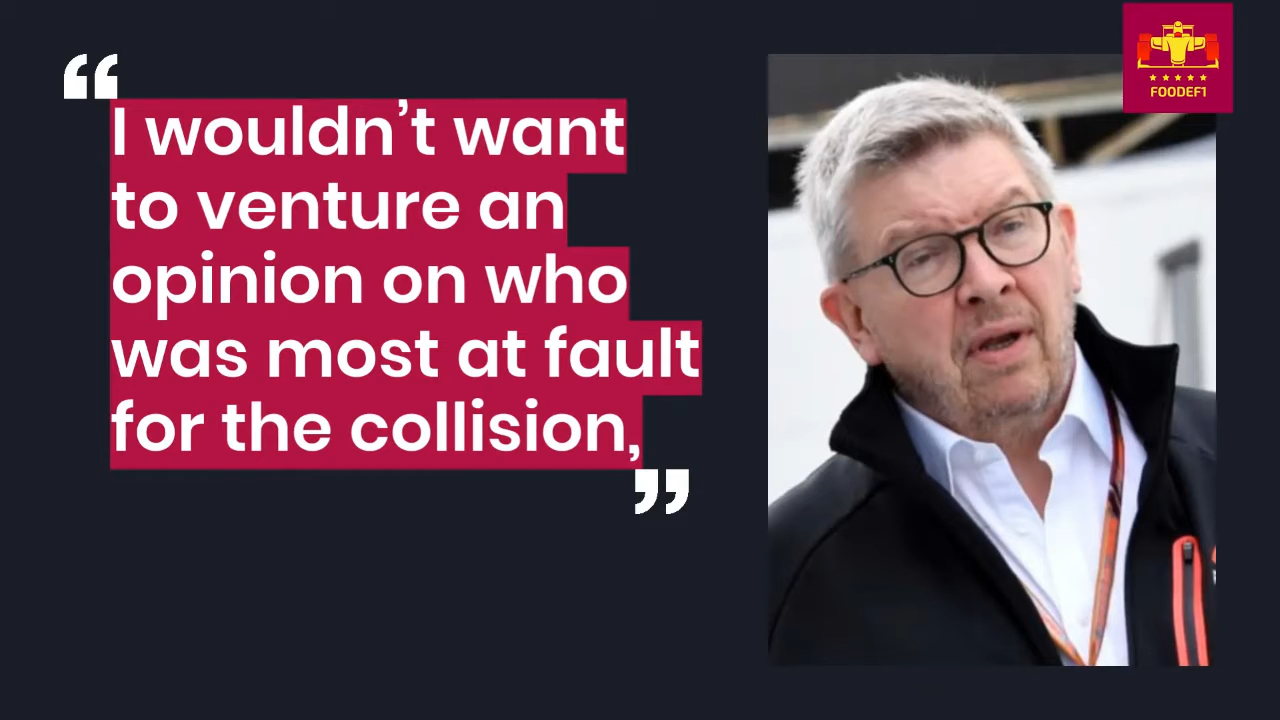 “
I wouldn’t want
to venture an
opinion on who
was most at fault
for the collision,
”
FOODEF1